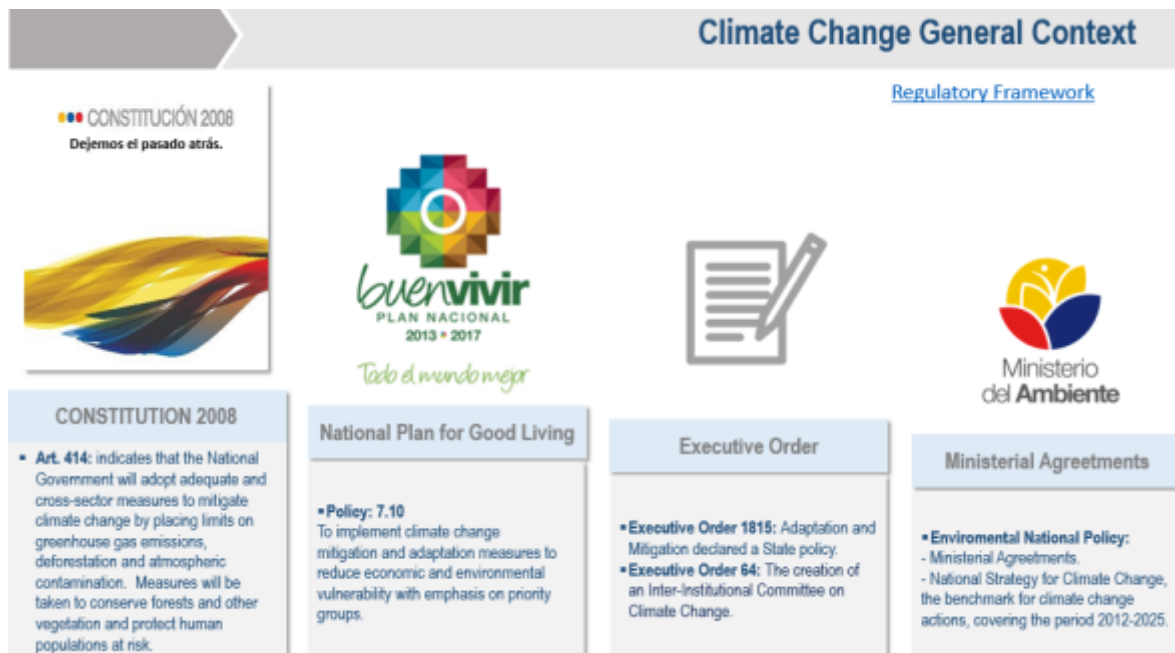 Climate Change General Context
Regulatory Framework
CONSTITUCIÓN 2008
Dejemos el pasado atrás.
buenvivir
PLAN NACIONAL
2013 • 2017
Todo el mundo mejor
Ministerio
del Ambiente
CONSTITUTION 2008
▪ Art. 414: indicates that the National
Government will adopt adequate and
cross-sector measures to mitigate
climate change by placing limits on
greenhouse gas emissions,
deforestation and atmospheric
contamination. Measures will be
taken to conserve forests and other
vegetation and protect human
populations at risk.
National Plan for Good Living
▪ Policy: 7.10
To implement climate change
mitigation and adaptation measures to
reduce economic and environmental
vulnerability with emphasis on priority
groups.
Executive Order
▪ Executive Order 1815: Adaptation and
Mitigation declared a State policy.
▪ Executive Order 64: The creation of
an Inter-Institutional Committee on
Climate Change.
Ministerial Agreetments
▪ Enviromental National Policy:
- Ministerial Agreetments.
- National Strategy for Climate Change,
the benchmark for climate change
actions, covering the period 2012-2025.